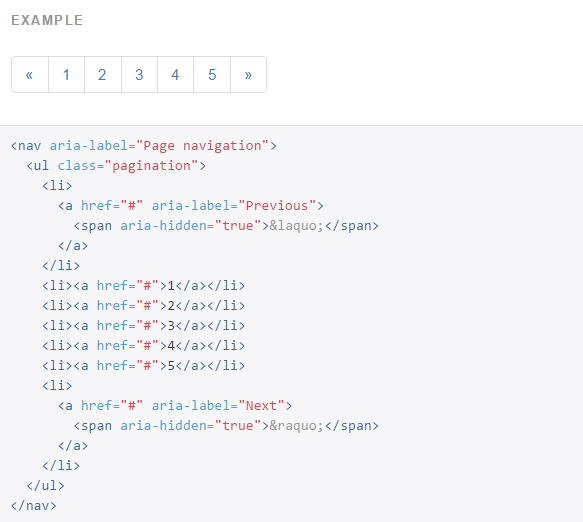 EXAMPLE
« 1 2 3 4 5 »
<nav aria-label="Page navigation">
  <ul class="pagination">
    <li>
      <a href="#" aria-label="Previous">
        <span aria-hidden="true">&laquo;</span>
      </a>
    </li>
    <li><a href="#">1</a></li>
    <li><a href="#">2</a></li>
    <li><a href="#">3</a></li>
    <li><a href="#">4</a></li>
    <li><a href="#">5</a></li>
    <li>
      <a href="#" aria-label="Next">
        <span aria-hidden="true">&raquo;</span>
      </a>
    </li>
  </ul>
</nav>